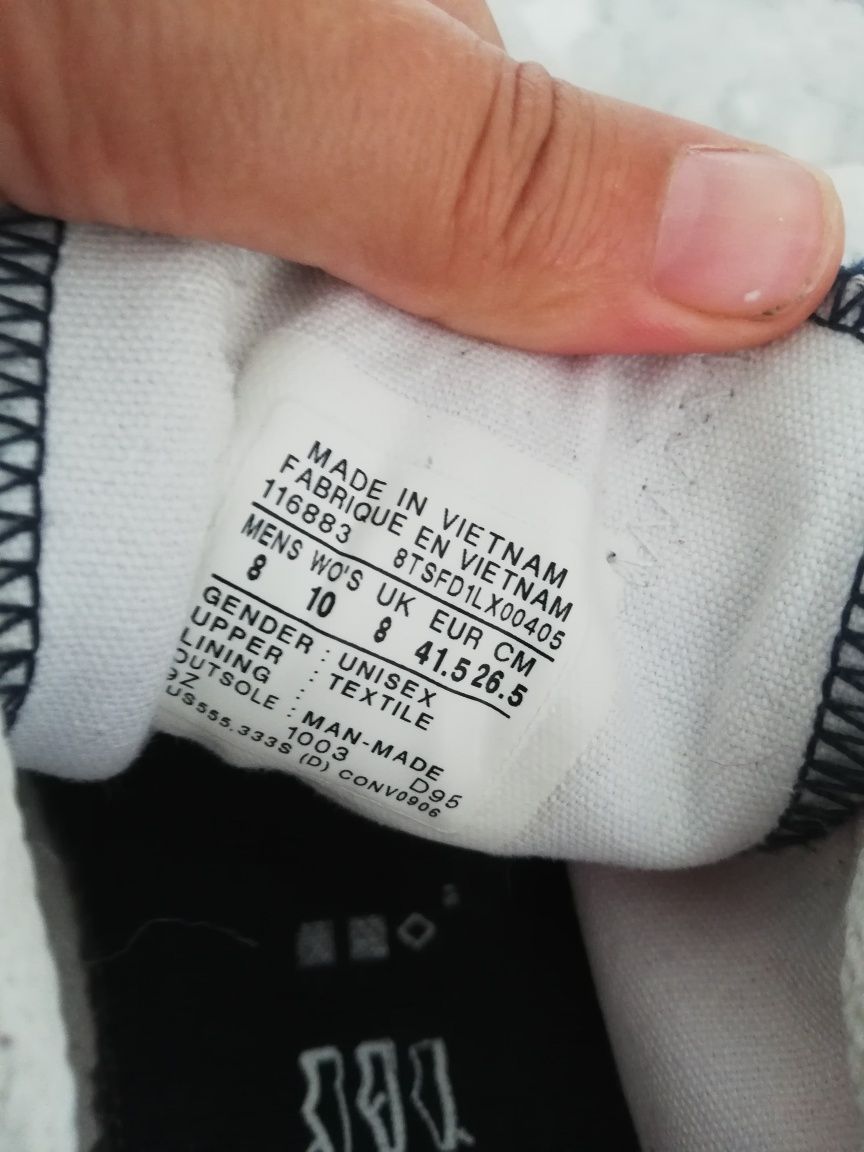 MADE IN VIETNAM
FABRIQUE EN VIETNAM
116883 8TSFD1LX00405
MENS WO'S UK EUR CM
8 10 8 41.5 26.5
GENDER : UNISEX
UPPER : TEXTILE
LINING :
OUTSOLE : MAN-MADE
9Z 1003 D95
US555.333S (D) CONV0906